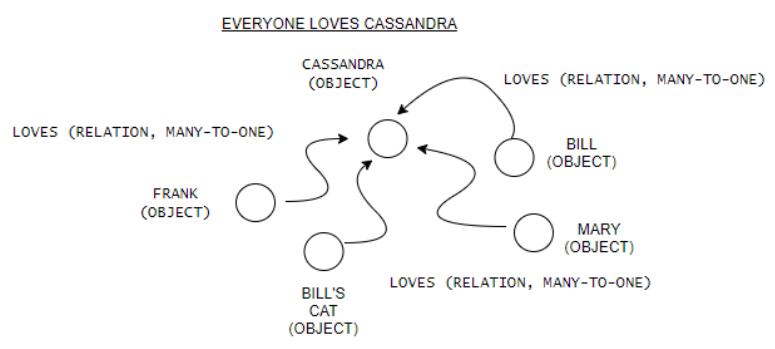 EVERYONE LOVES CASSANDRA
CASSANDRA
(OBJECT)
LOVES (RELATION, MANY-TO-ONE)
LOVES (RELATION, MANY-TO-ONE)
BILL
(OBJECT)
FRANK
(OBJECT)
MARY
(OBJECT)
LOVES (RELATION, MANY-TO-ONE)
BILL'S
CAT
(OBJECT)